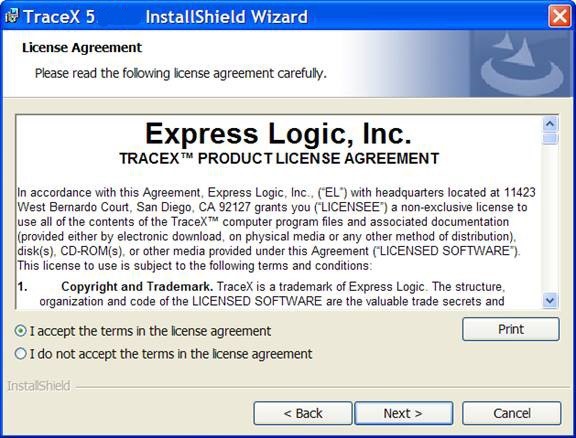 TraceX 5 InstallShield Wizard
License Agreement
Please read the following license agreement carefully.
Express Logic, Inc.
TRACEX™ PRODUCT LICENSE AGREEMENT
In accordance with this Agreement, Express Logic, Inc., ("EL") with headquarters located at 11423
West Bernardo Court, San Diego, CA 92127 grants you ("LICENSEE") a non-exclusive license to
use all of the contents of the TraceX™ computer program files and associated documentation
(provided either by electronic download, on physical media or any other method of distribution),
disk(s), CD-ROM(s), or other media provided under this Agreement ("LICENSED SOFTWARE").
This license to use is subject to the following terms and conditions:
1. Copyright and Trademark. TraceX is a trademark of Express Logic. The structure,
organization and code of the LICENSED SOFTWARE are the valuable trade secrets and
I accept the terms in the license agreement
Print
I do not accept the terms in the license agreement
InstallShield
< Back
Next >
Cancel